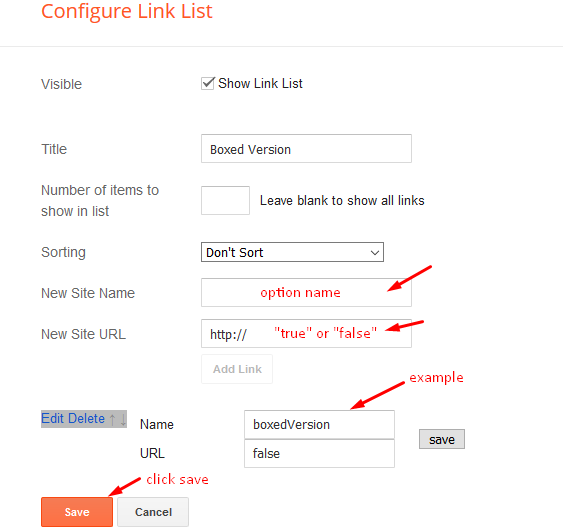 Configure Link List
Visible Show Link List
Title Boxed Version
Number of items to
show in list Leave blank to show all links
Sorting Don't Sort
New Site Name option name
New Site URL http:// "true" or "false"
Add Link
example
Edit Delete ↑ ↓ Name boxedVersion save
URL false
click save
Save Cancel